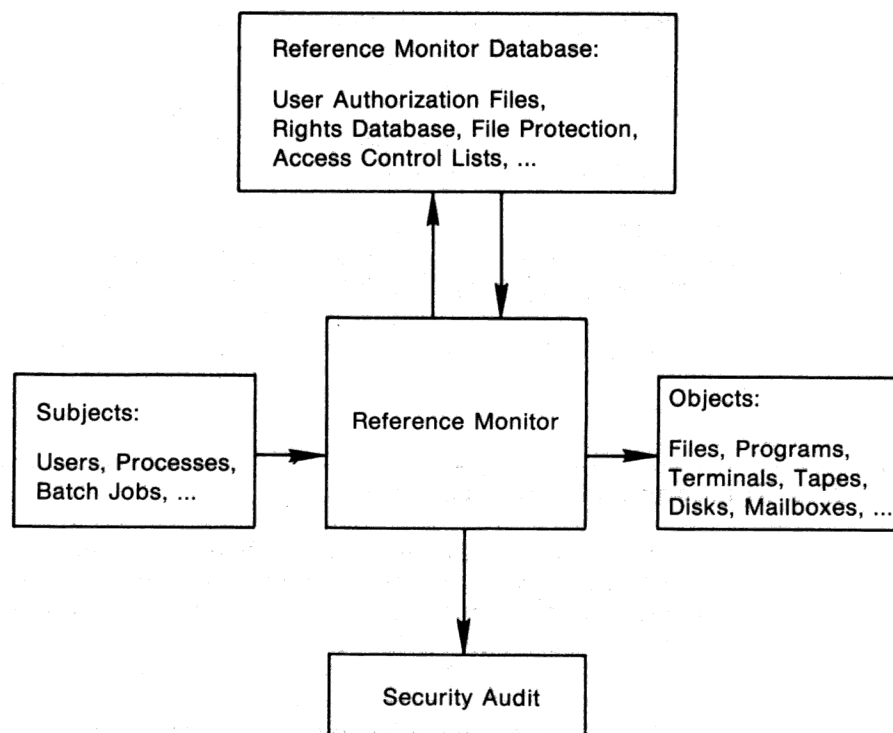 Reference Monitor Database:
User Authorization Files,
Rights Database, File Protection,
Access Control Lists, ...
Subjects:
Users, Processes,
Batch Jobs, ...
Reference Monitor
Objects:
Files, Programs,
Terminals, Tapes,
Disks, Mailboxes, ...
Security Audit